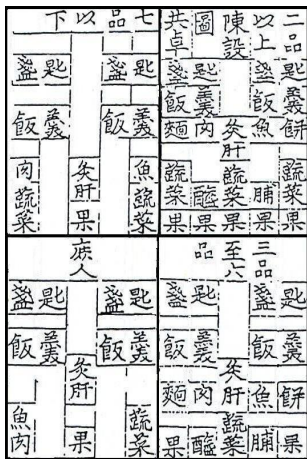 二品
以上
陳設
圖
共卓
盞匙 盞匙
飯羹 飯羹
麵 肉 炙肝 魚 餠
蔬菜 醢 蔬菜 脯 蔬菜
果 果 果 果 果
七品以下
盞匙 盞匙
飯羹 飯羹
肉 炙肝 魚
蔬菜 果 蔬菜
三品
至六
品
盞匙 盞匙
飯羹 飯羹
麵 肉 炙肝 魚 餠
果 醢 蔬菜 脯 果
庶人
盞匙 盞匙
飯羹 飯羹
炙肝
魚肉 果 蔬菜